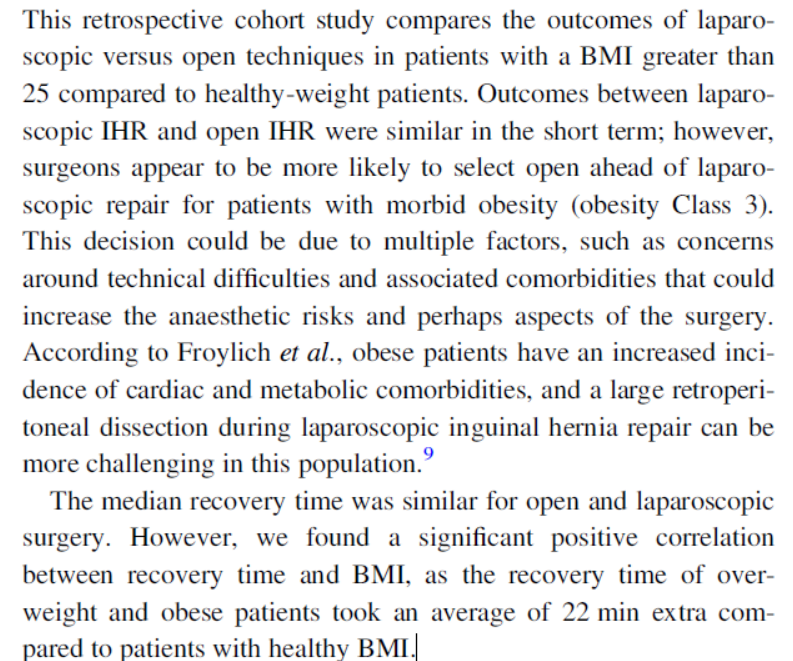 This retrospective cohort study compares the outcomes of laparo-
scopic versus open techniques in patients with a BMI greater than
25 compared to healthy-weight patients. Outcomes between laparo-
scopic IHR and open IHR were similar in the short term; however,
surgeons appear to be more likely to select open ahead of laparo-
scopic repair for patients with morbid obesity (obesity Class 3).
This decision could be due to multiple factors, such as concerns
around technical difficulties and associated comorbidities that could
increase the anaesthetic risks and perhaps aspects of the surgery.
According to Froylich et al., obese patients have an increased inci-
dence of cardiac and metabolic comorbidities, and a large retroperi-
toneal dissection during laparoscopic inguinal hernia repair can be
more challenging in this population.9
The median recovery time was similar for open and laparoscopic
surgery. However, we found a significant positive correlation
between recovery time and BMI, as the recovery time of over-
weight and obese patients took an average of 22 min extra com-
pared to patients with healthy BMI.